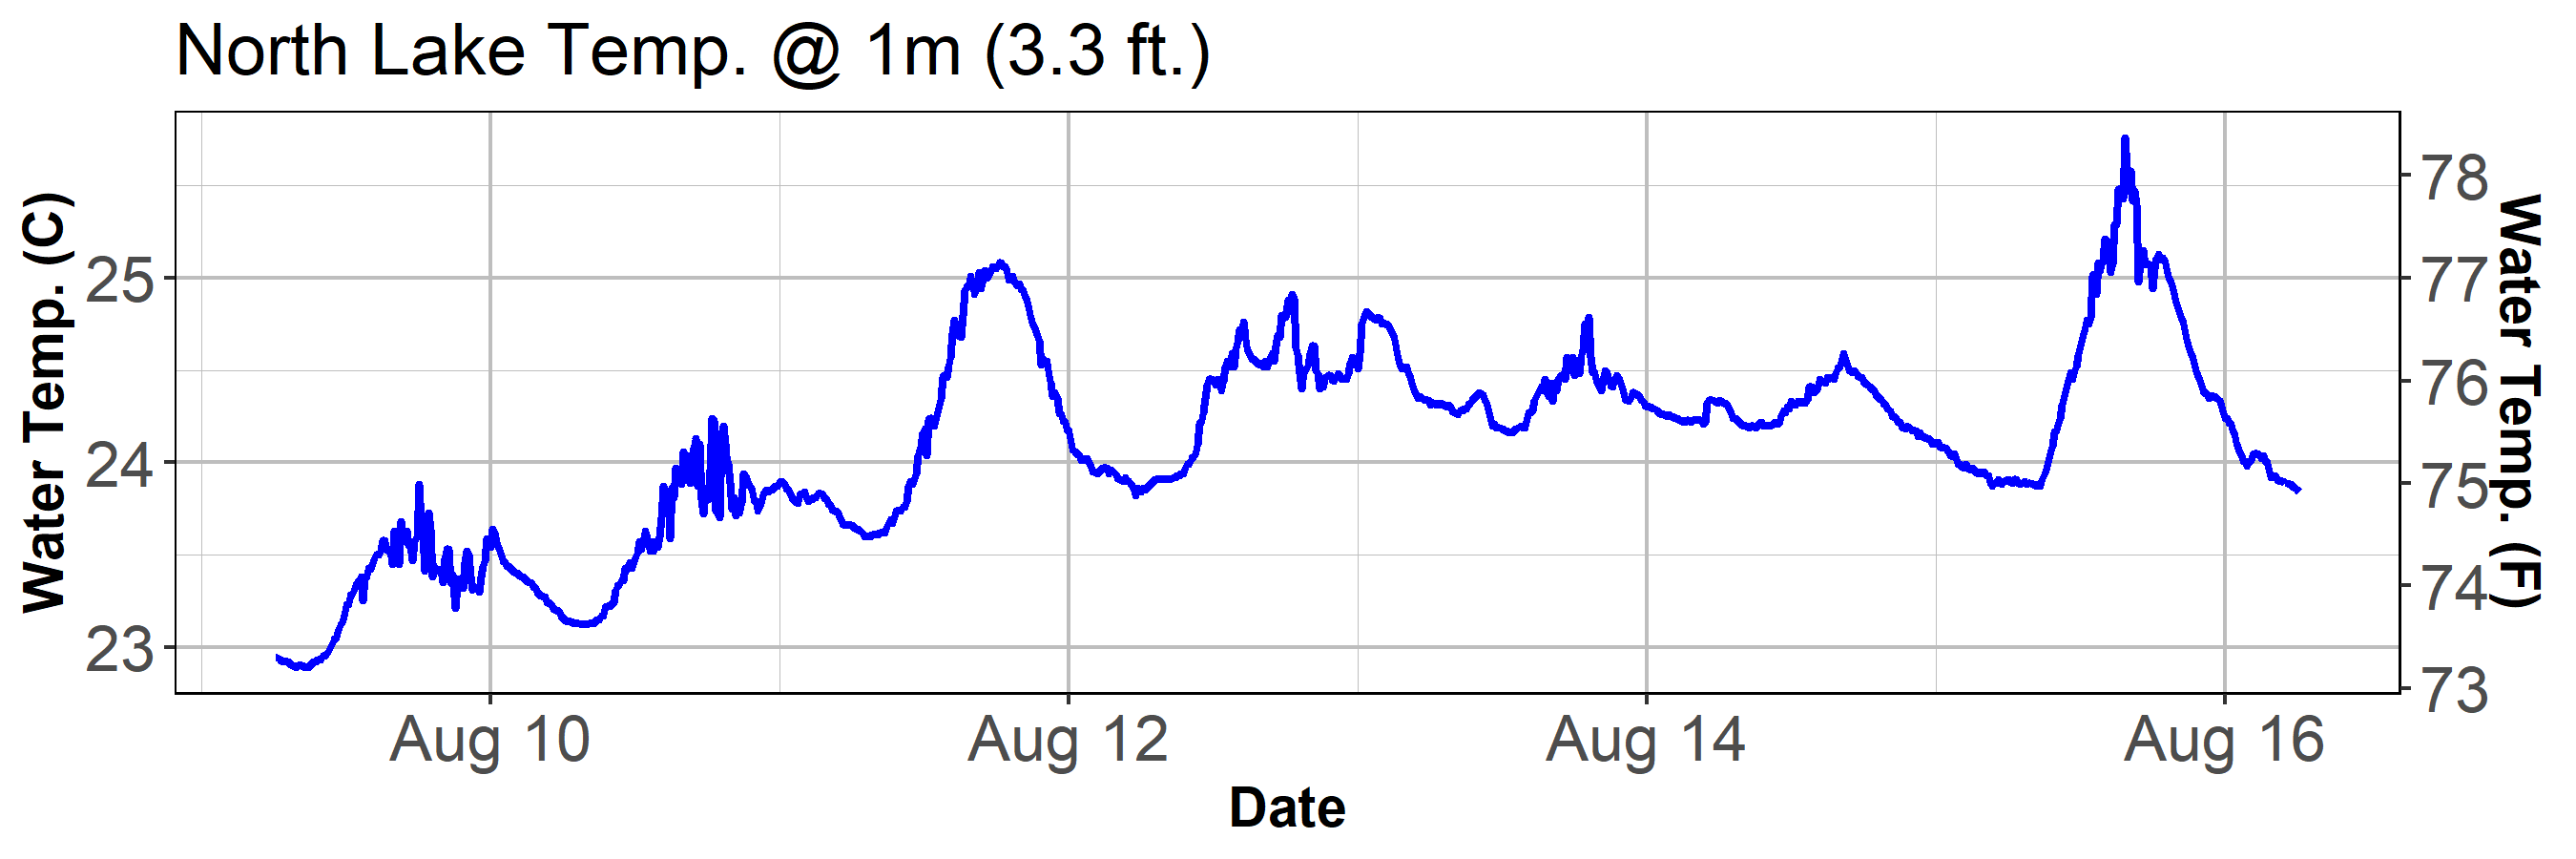 North Lake Temp. @ 1m (3.3 ft.)
Water Temp. (C)
25
24
23
78
77
76
75
74
73
Water Temp. (F)
Aug 10
Aug 12
Aug 14
Aug 16
Date